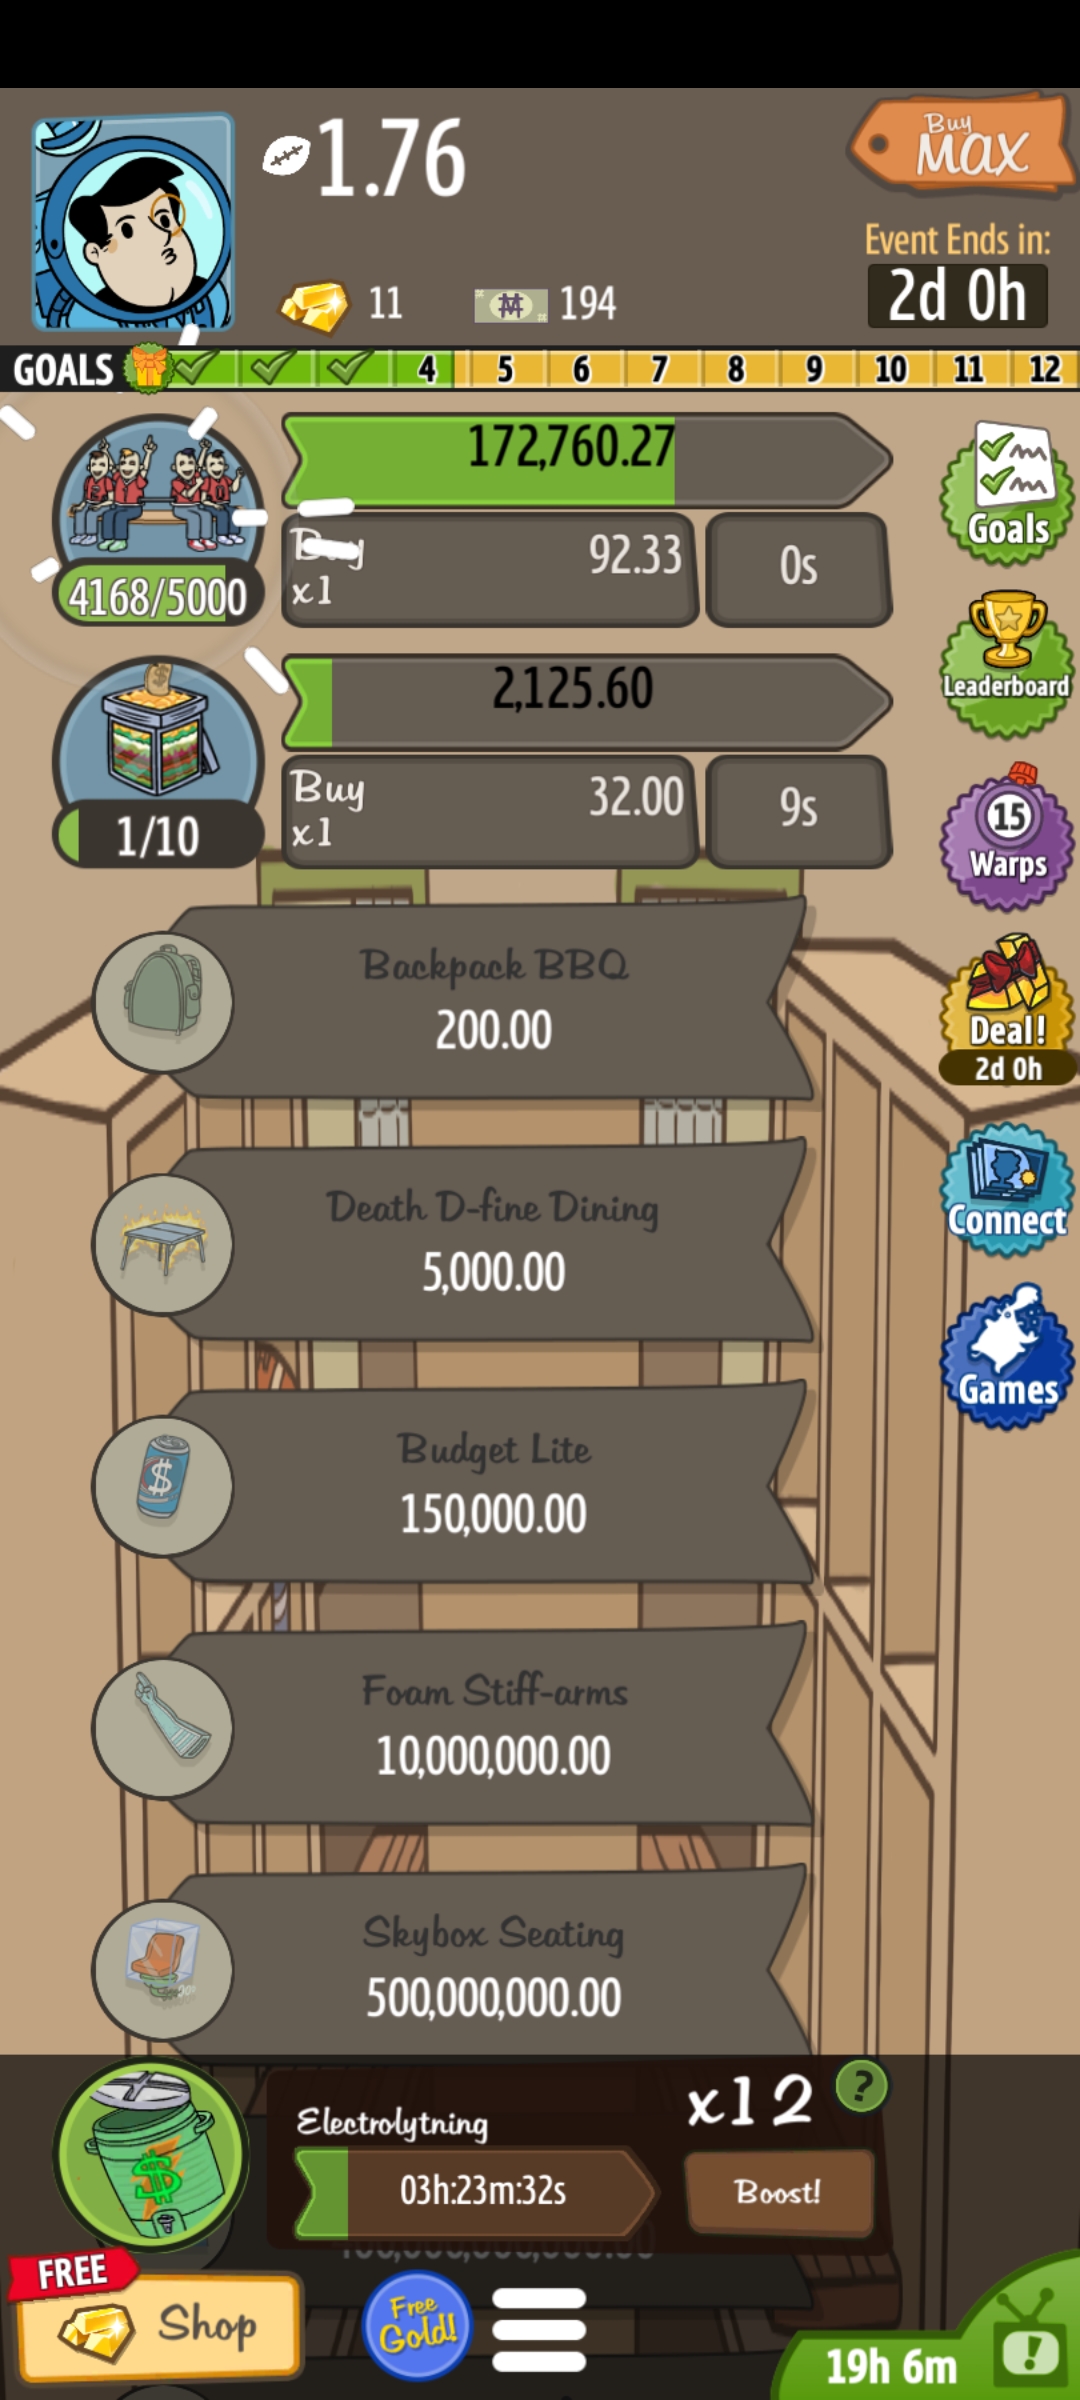 1.76
Buy
Max
11
194
Event Ends in:
2d 0h
GOALS
4
5
6
7
8
9
10
11
12
172,760.27
Goals
Buy
x1
92.33
0s
4168/5000
Leaderboard
2,125.60
Buy
x1
32.00
9s
1/10
15
Warps
Backpack BBQ
200.00
Deal!
2d 0h
Death D-fine Dining
5,000.00
Connect
Budget Lite
150,000.00
Games
Foam Stiff-arms
10,000,000.00
Skybox Seating
500,000,000.00
x12
?
Electrolytning
03h:23m:32s
Boost!
FREE
Shop
Free
Gold!
19h 6m